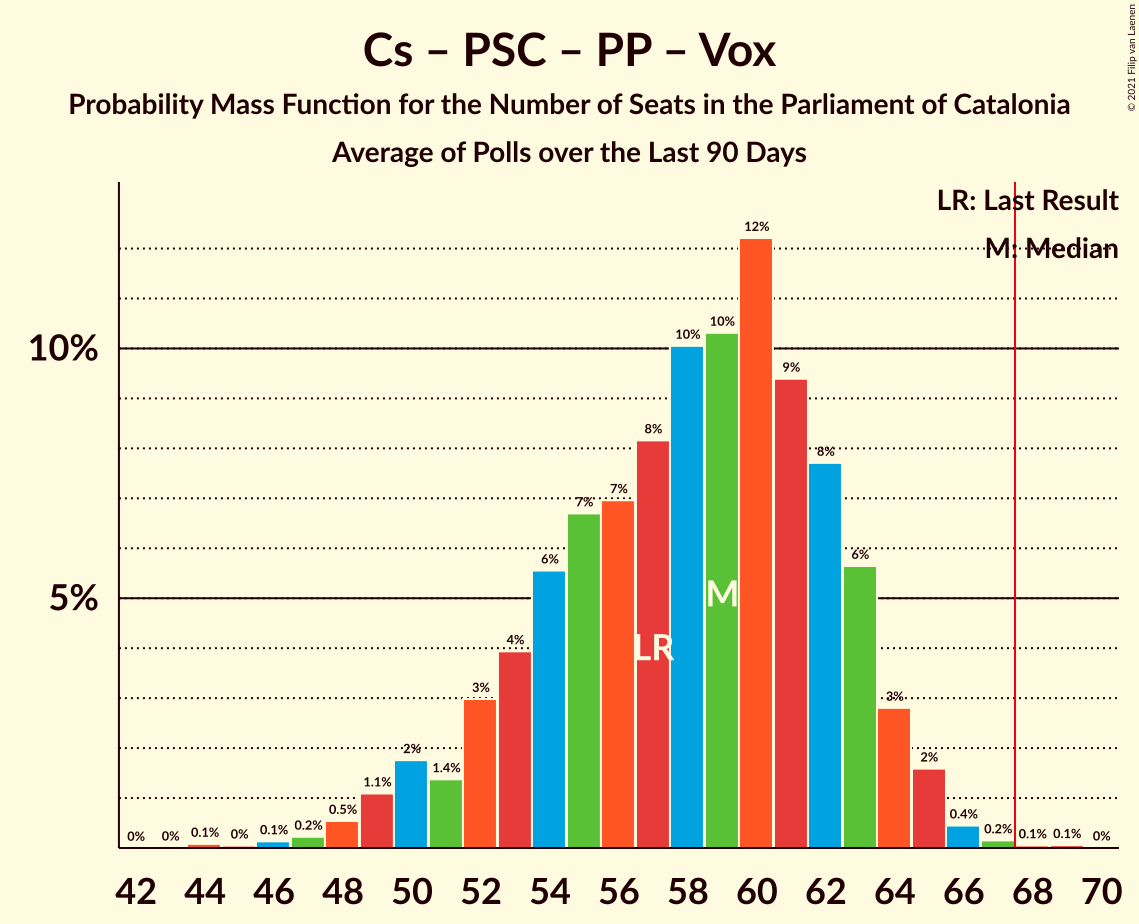 Cs – PSC – PP – Vox
Probability Mass Function for the Number of Seats in the Parliament of Catalonia
Average of Polls over the Last 90 Days
© 2021 Filip van Laenen
LR: Last Result
M: Median
10%
5%
0% 0% 0.1% 0% 0.1% 0.2% 0.5% 1.1% 2% 1.4% 3% 4% 6% 7% 7% 8% 10% 10% 12% 9% 8% 6% 3% 2% 0.4% 0.2% 0.1% 0.1% 0%
M
LR
42 44 46 48 50 52 54 56 58 60 62 64 66 68 70